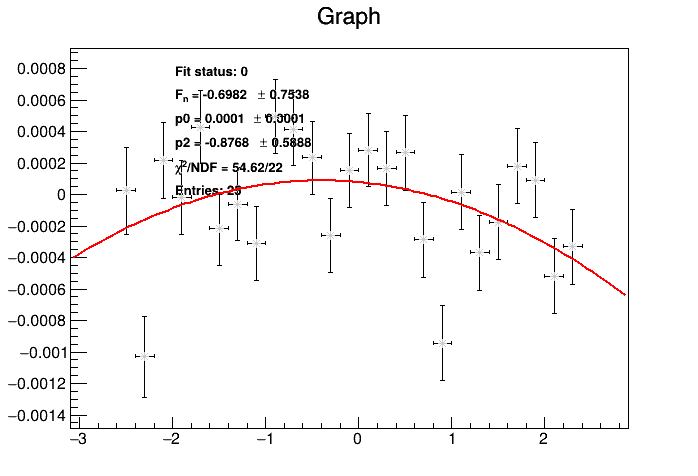 Graph
Fit status: 0
Fn = -0.6982 ± 0.7538
p0 = 0.0001 ± 0.0001
p2 = -0.8768 ± 0.5888
χ²/NDF = 54.62/22
Entries: 25
0.0008
0.0006
0.0004
0.0002
0
−0.0002
−0.0004
−0.0006
−0.0008
−0.001
−0.0012
−0.0014
−3 −2 −1 0 1 2